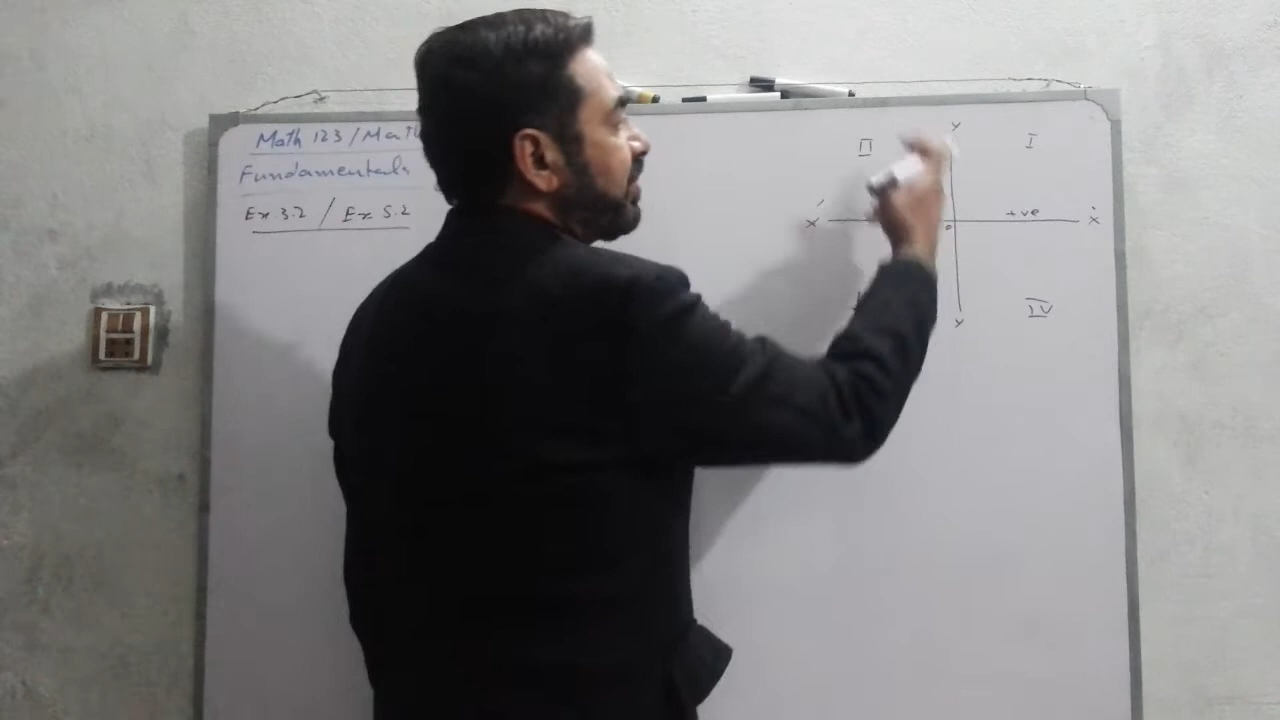 Math 123/Mat
Fundamentals
Ex 3.2 / Ex 5.2
Y
II I
+ve
X' o X
IV
Y